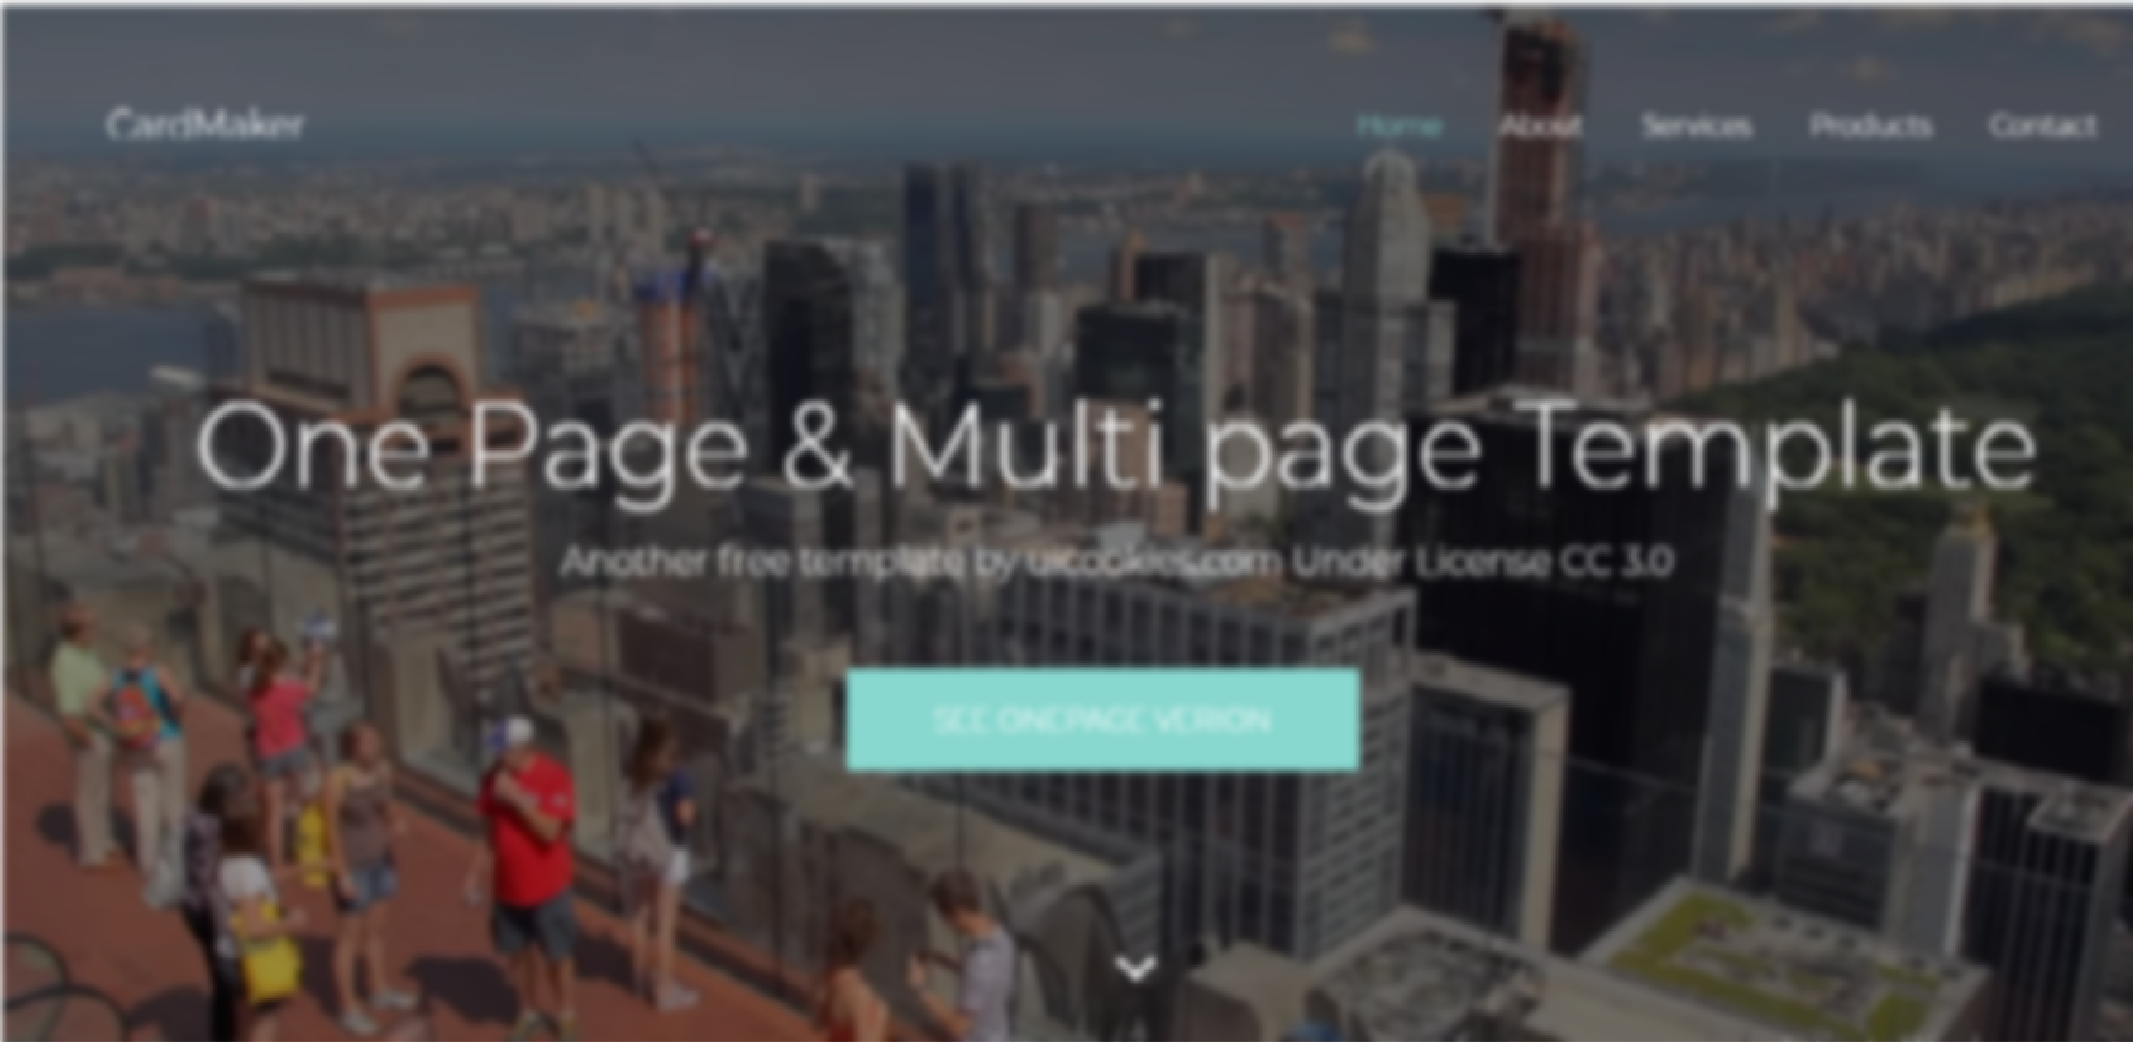 CardMaker
Home About Services Products Contact
One Page & Multi page Template
Another free template by uicookies.com Under License CC 3.0
SEE ONEPAGE VERION